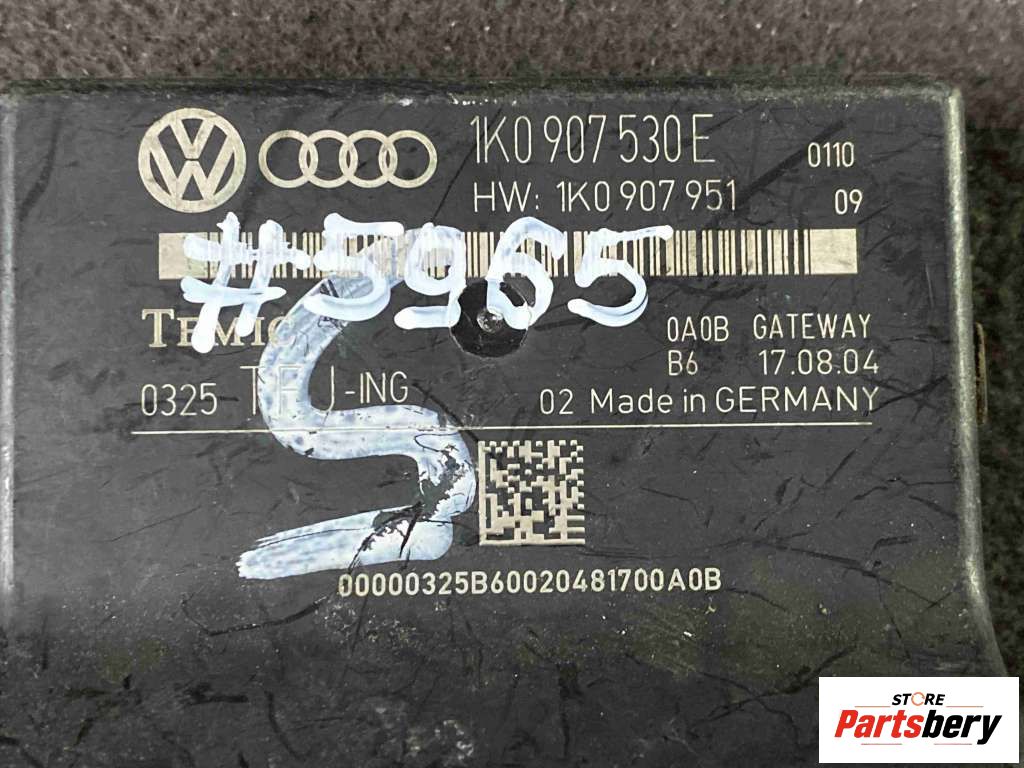 1K0 907 530 E 0110
HW: 1K0 907 951 09
#5965
TEMIC 0A0B GATEWAY
B6 17.08.04
0325 -ING 02 Made in GERMANY
S
00000325B60020481700A0B
STORE
Partsbery